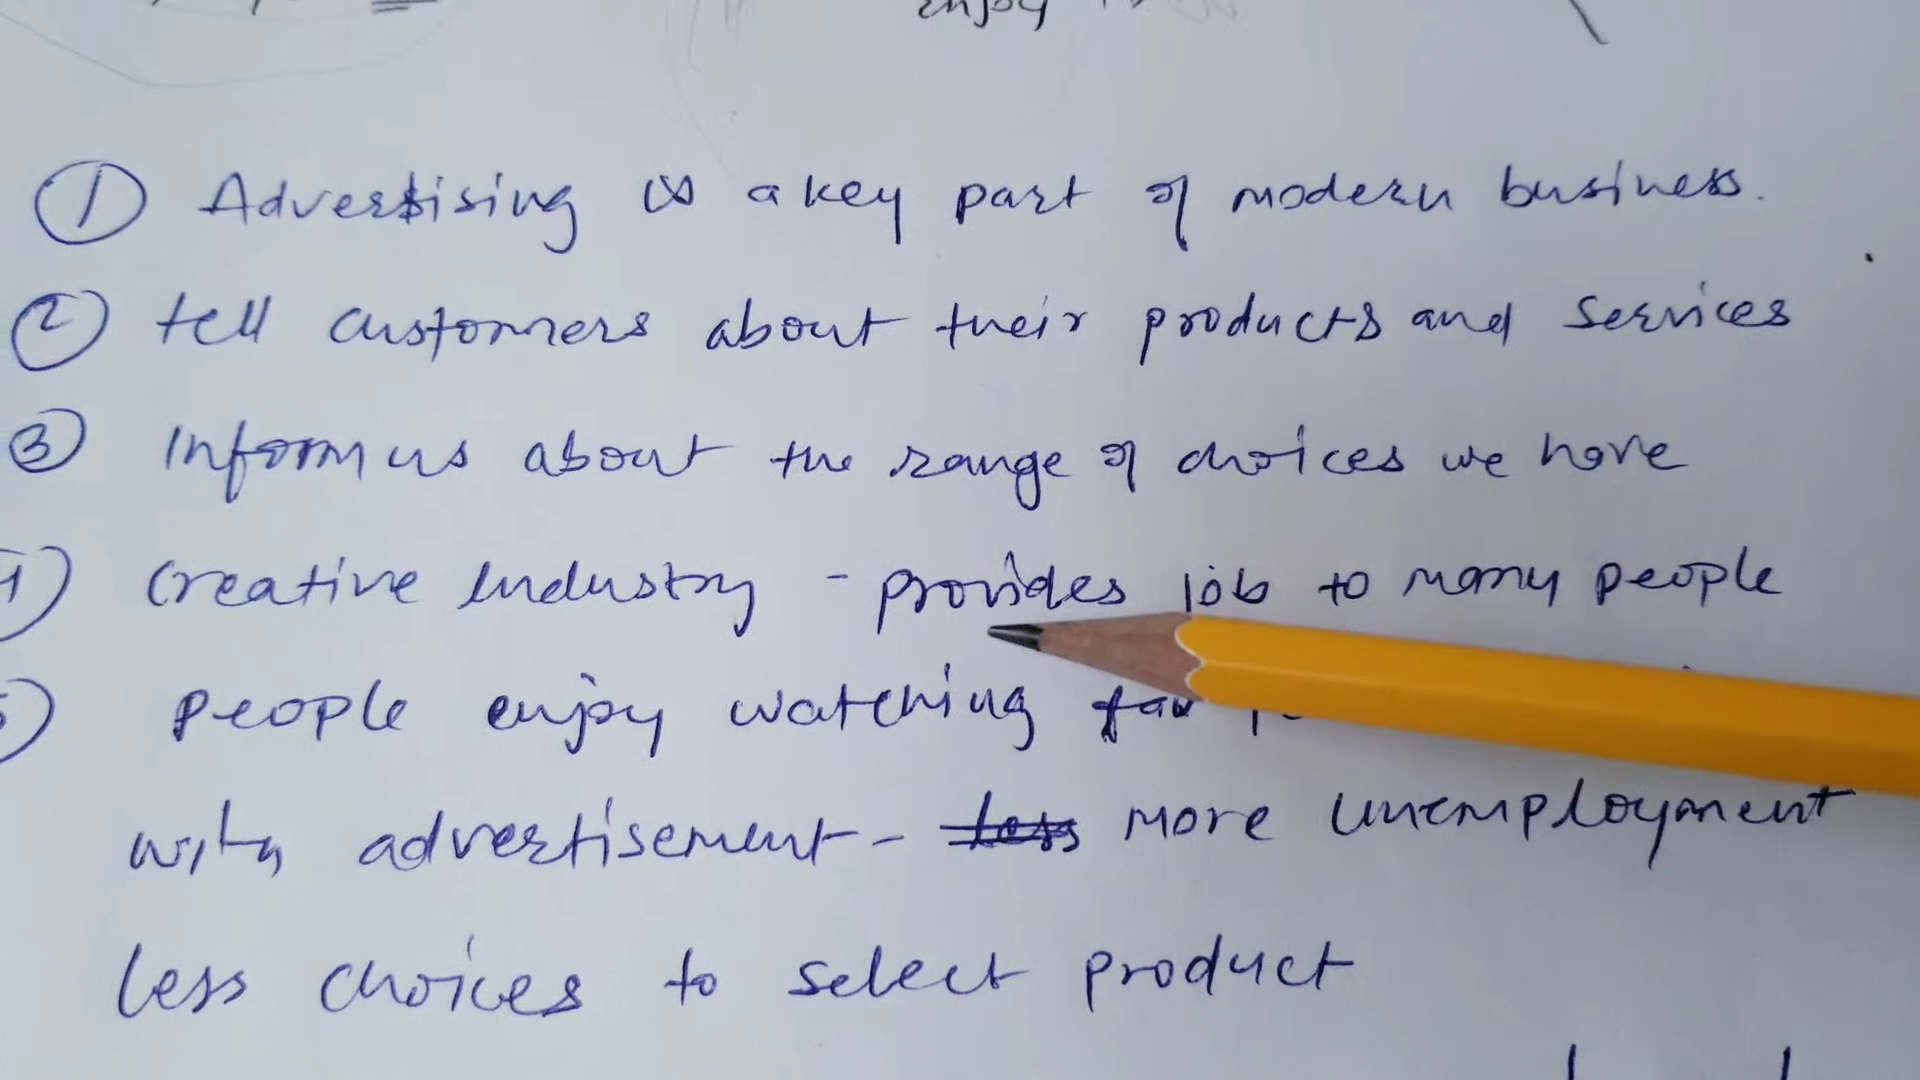 enjoy
① Advertising is a key part of modern business.
② tell customers about their products and services
③ Inform us about the range of choices we have
4) Creative Industry - provides job to many people
5) people enjoy watching
with advertisement - less more unemployment
less choices to select product